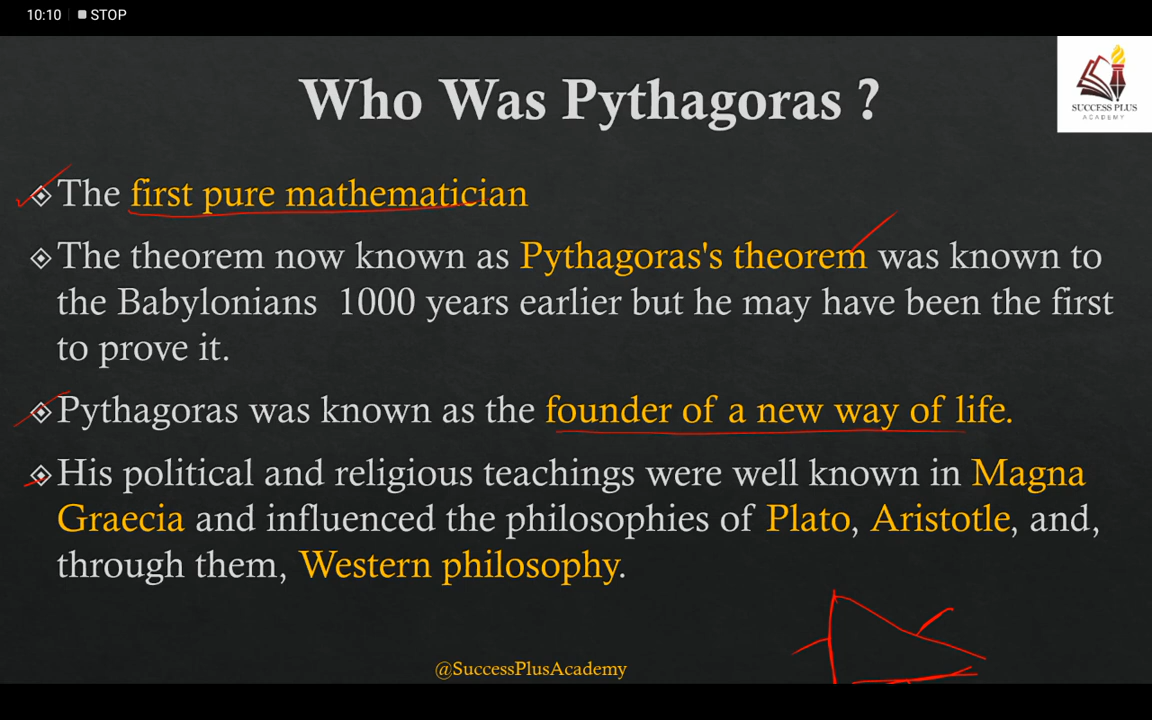 10:10 STOP
Who Was Pythagoras ?
SUCCESS PLUS
ACADEMY
The first pure mathematician
The theorem now known as Pythagoras's theorem was known to
the Babylonians 1000 years earlier but he may have been the first
to prove it.
Pythagoras was known as the founder of a new way of life.
His political and religious teachings were well known in Magna
Graecia and influenced the philosophies of Plato, Aristotle, and,
through them, Western philosophy.
@SuccessPlusAcademy